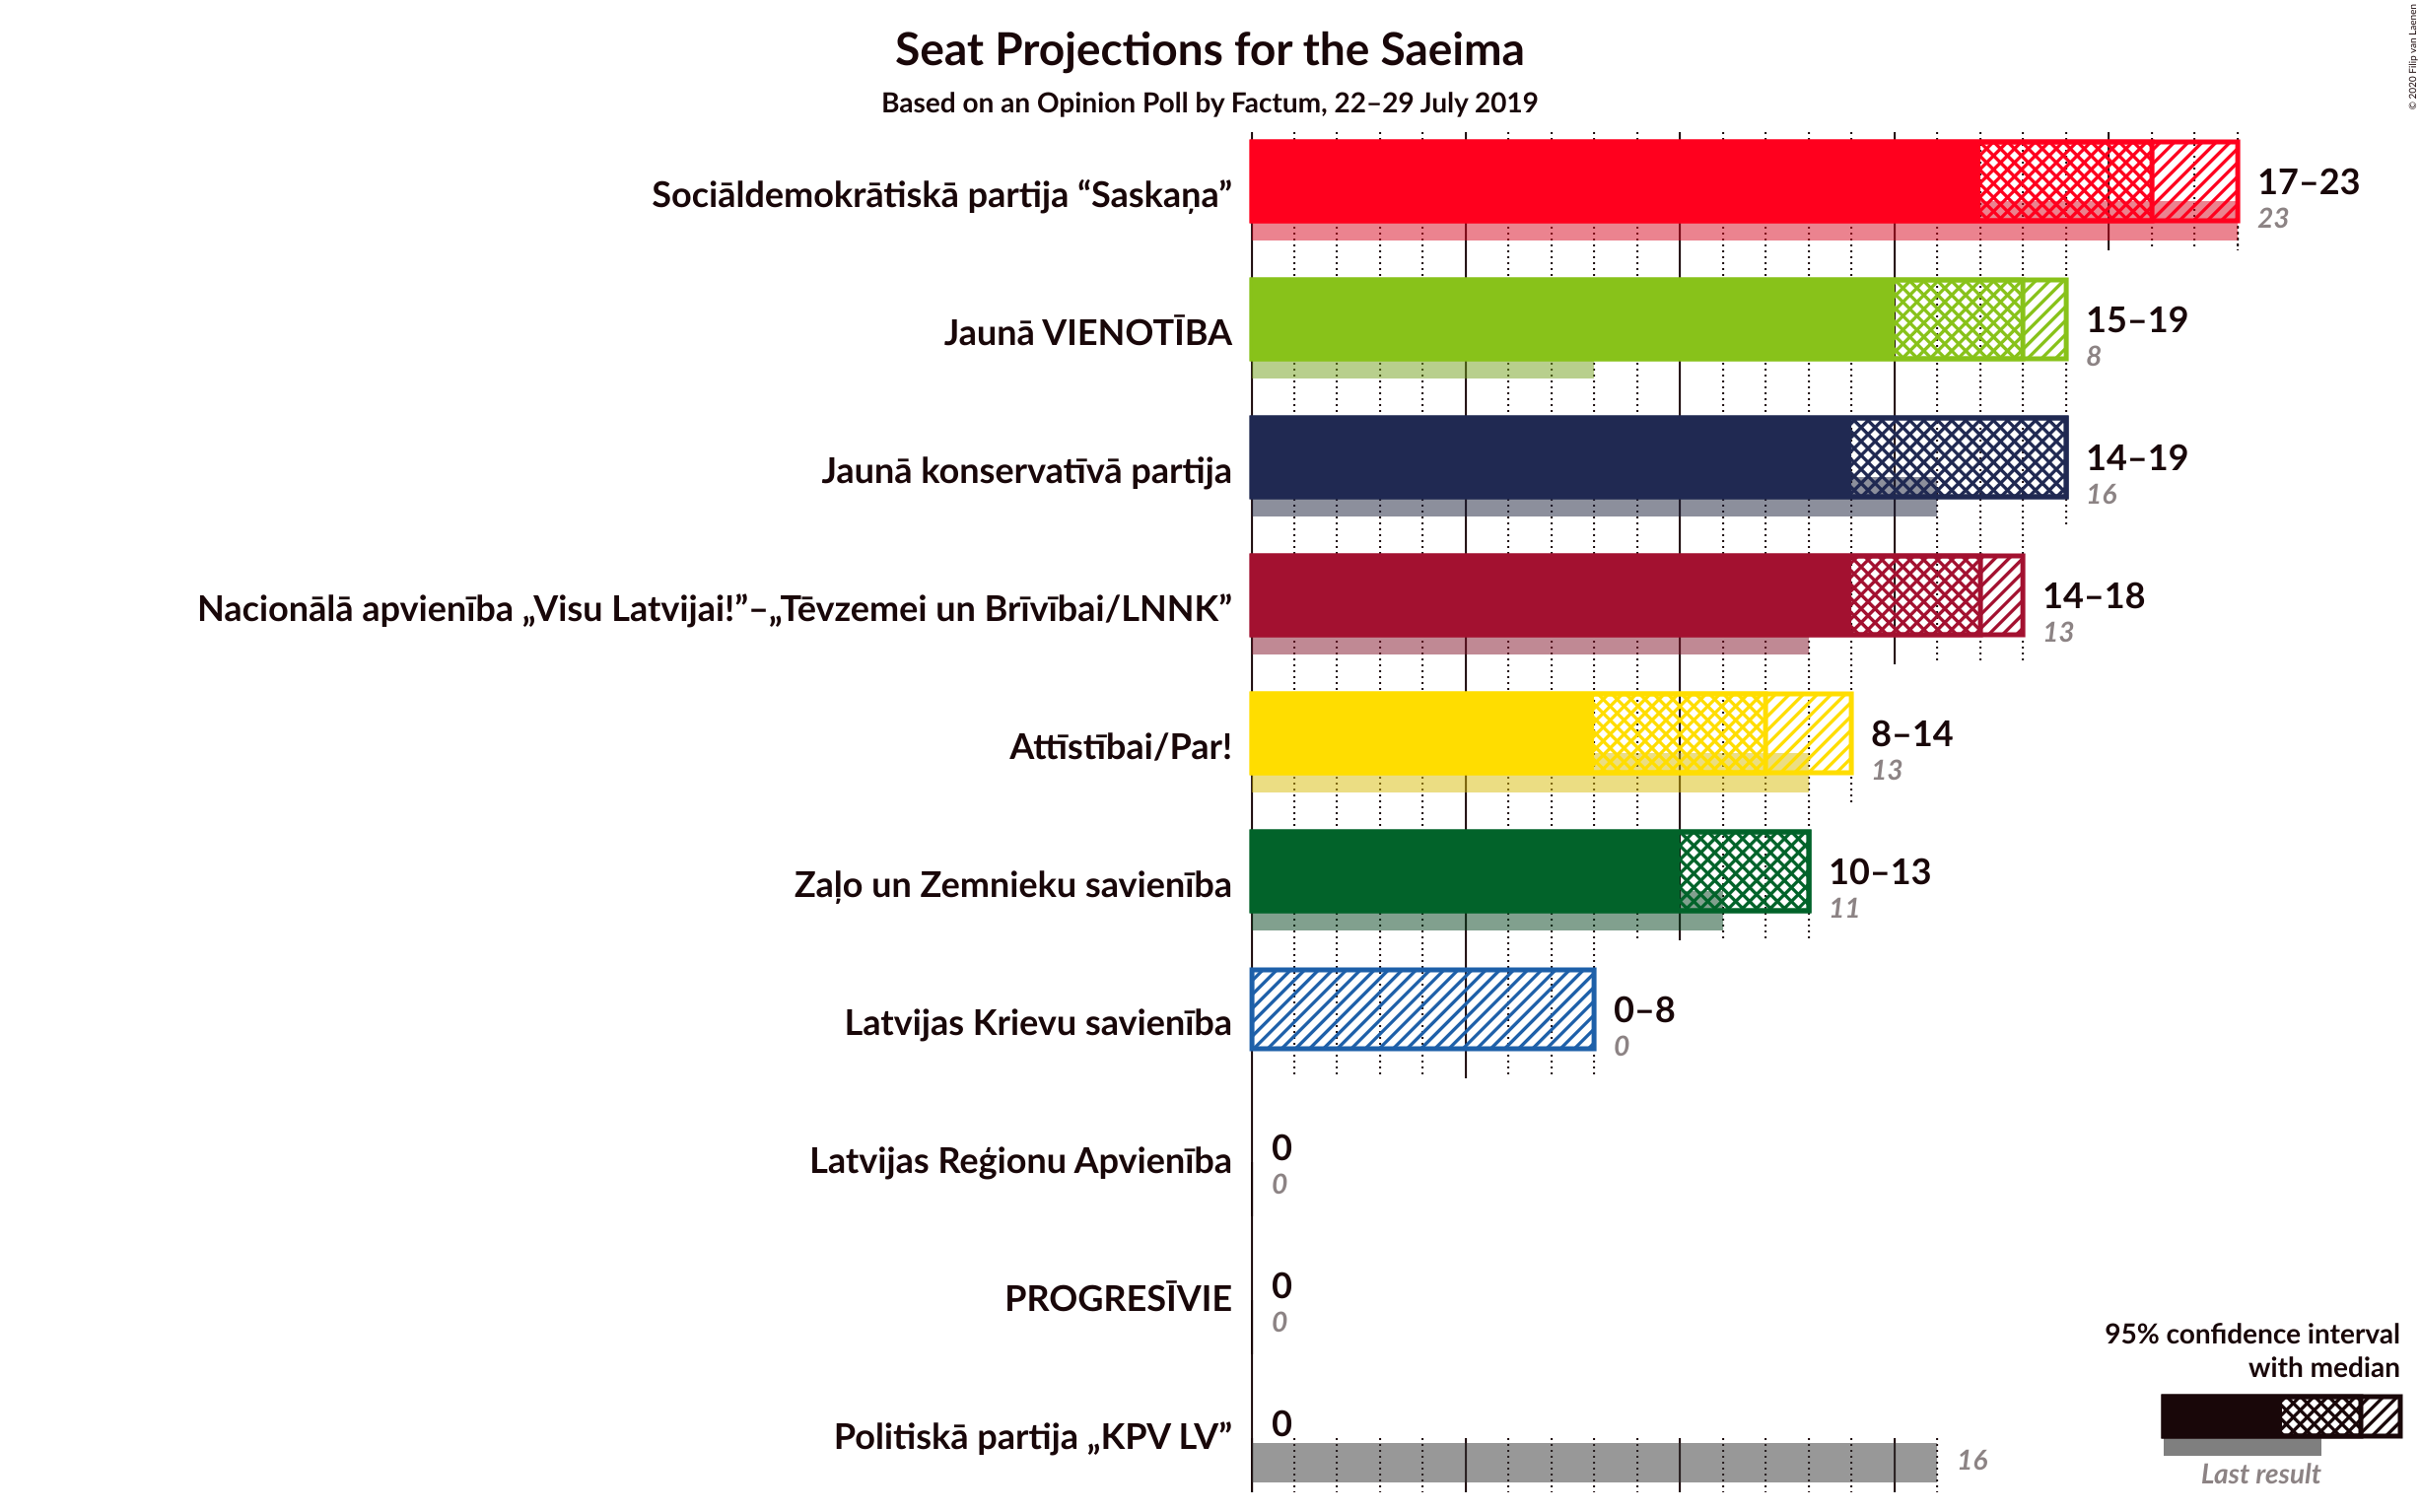 Seat Projections for the Saeima
Based on an Opinion Poll by Factum, 22–29 July 2019
© 2020 Filip van Laenen
Sociāldemokrātiskā partija “Saskaņa”
17–23
23
Jaunā VIENOTĪBA
15–19
8
Jaunā konservatīvā partija
14–19
16
Nacionālā apvienība „Visu Latvijai!”–„Tēvzemei un Brīvībai/LNNK”
14–18
13
Attīstībai/Par!
8–14
13
Zaļo un Zemnieku savienība
10–13
11
Latvijas Krievu savienība
0–8
0
Latvijas Reģionu Apvienība
0
0
PROGRESĪVIE
0
0
Politiskā partija „KPV LV”
0
16
95% confidence interval
with median
Last result